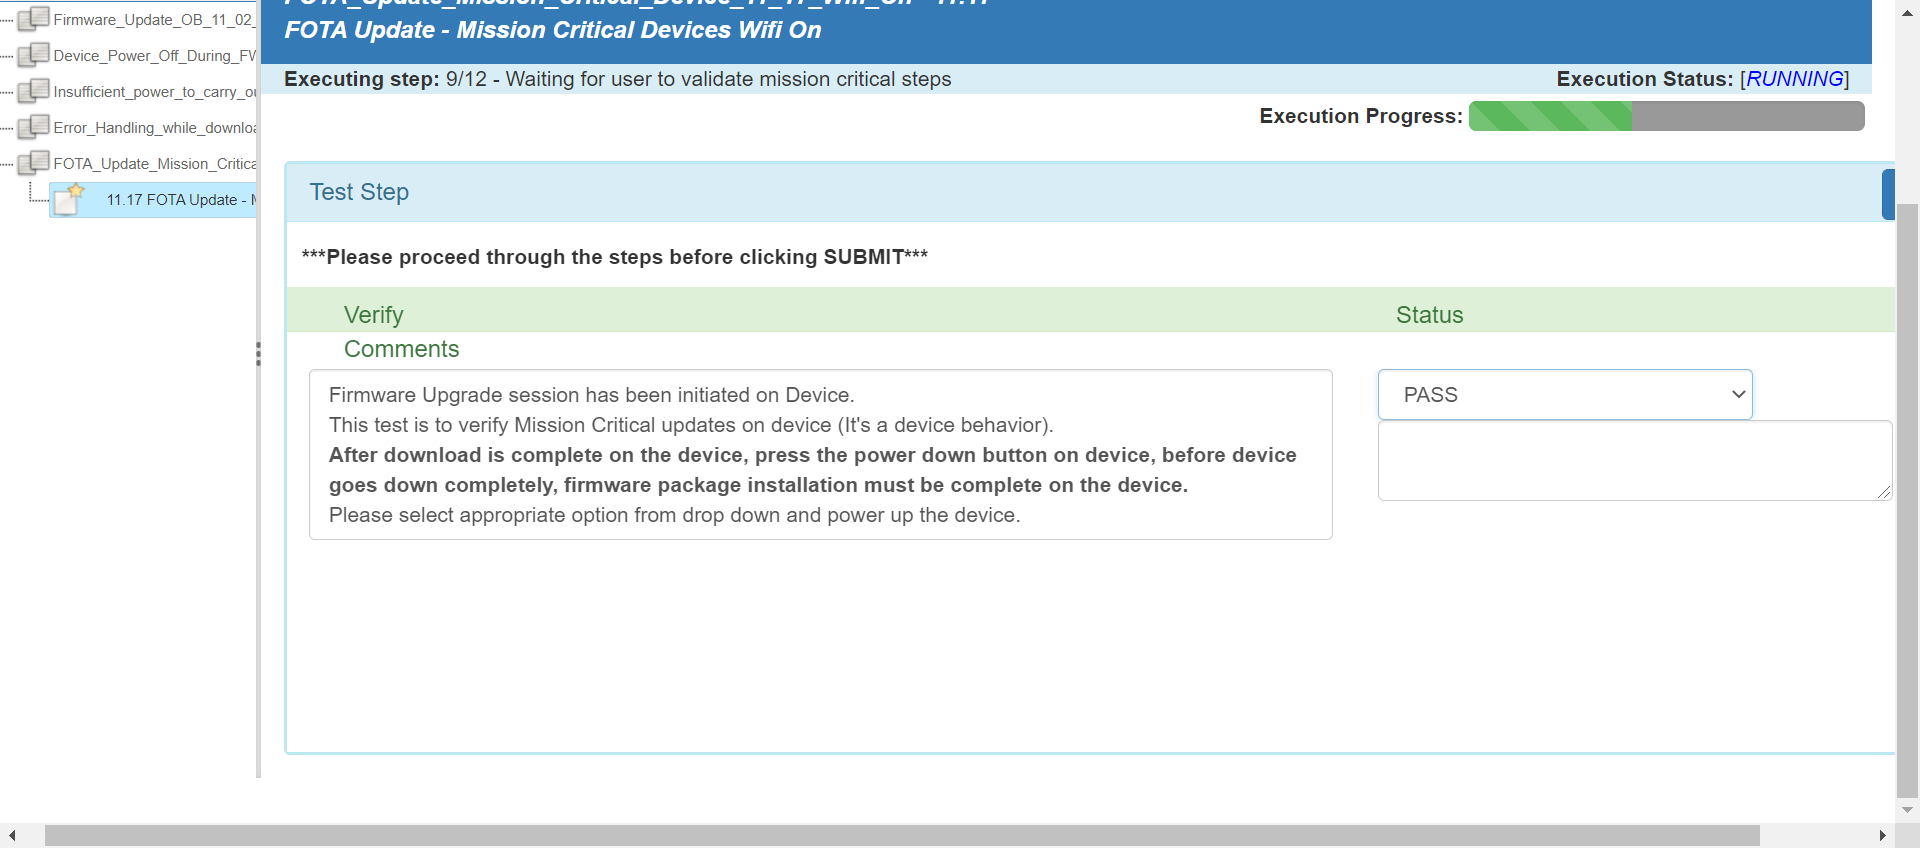 Firmware_Update_OB_11_02_
Device_Power_Off_During_FW
Insufficient_power_to_carry_ou
Error_Handling_while_downloa
FOTA_Update_Mission_Critica
11.17 FOTA Update - M
FOTA_Update_Mission_Critical_Device_11_17_Wifi_On - 11.17
FOTA Update - Mission Critical Devices Wifi On
Executing step: 9/12 - Waiting for user to validate mission critical steps
Execution Status: [RUNNING]
Execution Progress:
Test Step
***Please proceed through the steps before clicking SUBMIT***
Verify
Status
Comments
Firmware Upgrade session has been initiated on Device.
This test is to verify Mission Critical updates on device (It's a device behavior).
After download is complete on the device, press the power down button on device, before device
goes down completely, firmware package installation must be complete on the device.
Please select appropriate option from drop down and power up the device.
PASS